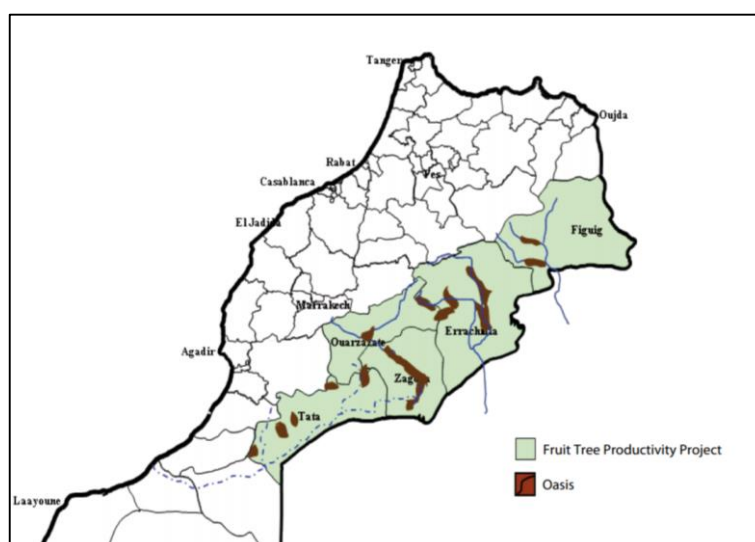 Tanger
Oujda
Rabat
Fes
Casablanca
El Jadida
Figuig
Marrakech
Errachidia
Ouarzazate
Agadir
Zagora
Tata
Fruit Tree Productivity Project
Oasis
Laayoune